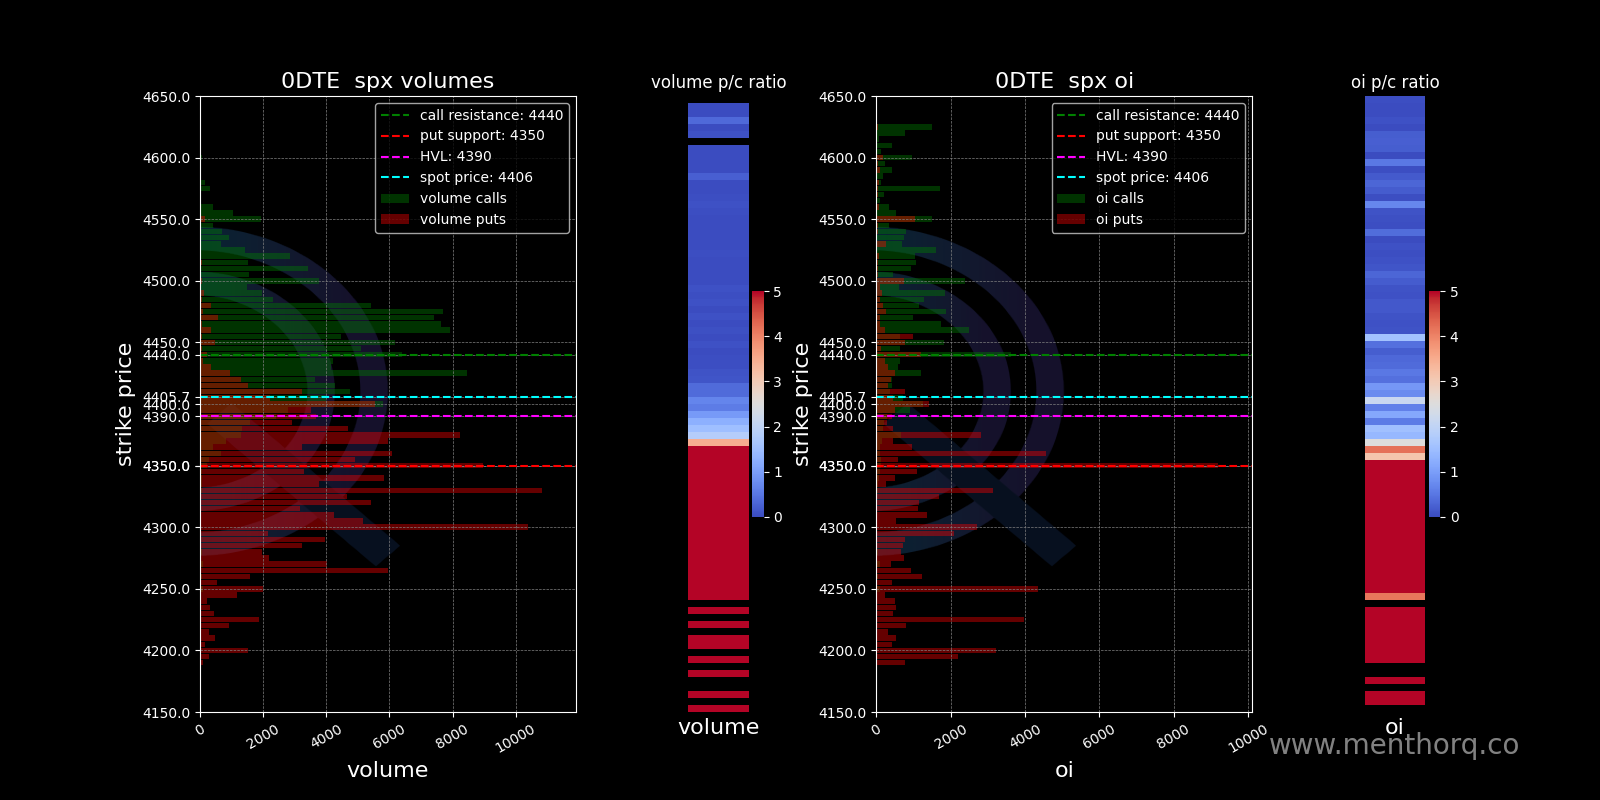 0DTE  spx volumes
volume p/c ratio
0DTE  spx oi
oi p/c ratio
4650.0
4600.0
4550.0
4500.0
4450.0
4440.0
4405.7
4400.0
4390.0
4350.0
4300.0
4250.0
4200.0
4150.0
strike price
call resistance: 4440
put support: 4350
HVL: 4390
spot price: 4406
volume calls
volume puts
0
2000
4000
6000
8000
10000
volume
5
4
3
2
1
0
volume
4650.0
4600.0
4550.0
4500.0
4450.0
4440.0
4405.7
4400.0
4390.0
4350.0
4300.0
4250.0
4200.0
4150.0
strike price
call resistance: 4440
put support: 4350
HVL: 4390
spot price: 4406
oi calls
oi puts
0
2000
4000
6000
8000
10000
oi
5
4
3
2
1
0
oi
www.menthorq.co